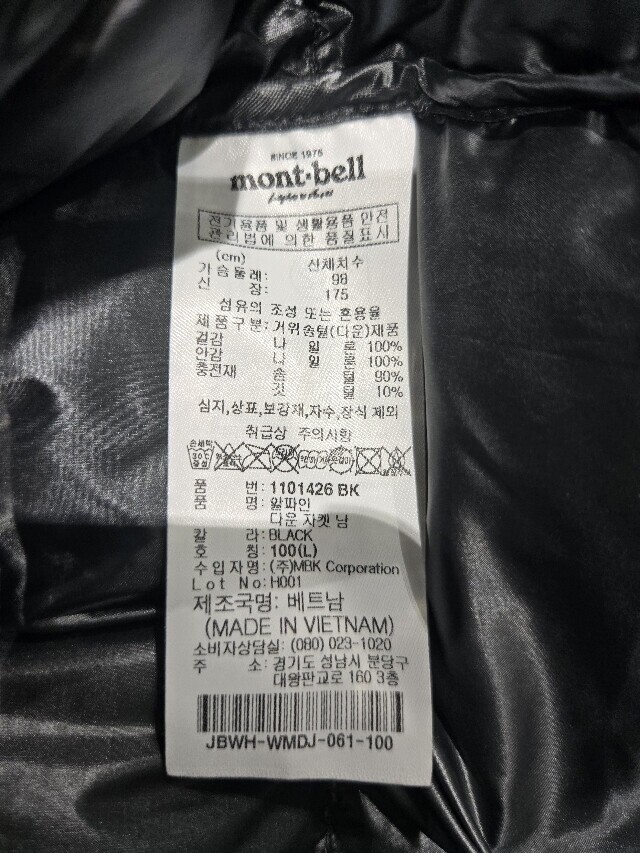 SINCE 1975
mont-bell
전기용품 및 생활용품 안전
관리법에 의한 품질표시
(cm) 신체치수
가슴둘레: 98
신 장: 175
섬유의 조성 또는 혼용율
제품구분: 거위솜털(다운)제품
겉감 나 일 론 100%
안감 나 일 론 100%
충전재 솜 털 90%
깃 털 10%
심지,상표,보강재,자수,장식 제외
취급상 주의사항
손세탁
30℃
중성
품 번: 1101426 BK
품 명: 알파인
다운 자켓 남
칼 라: BLACK
호 칭: 100(L)
수입자명: (주)MBK Corporation
Lot No: H001
제조국명: 베트남
(MADE IN VIETNAM)
소비자상담실: (080) 023-1020
주 소: 경기도 성남시 분당구
대왕판교로 160 3층
JBWH-WMDJ-061-100